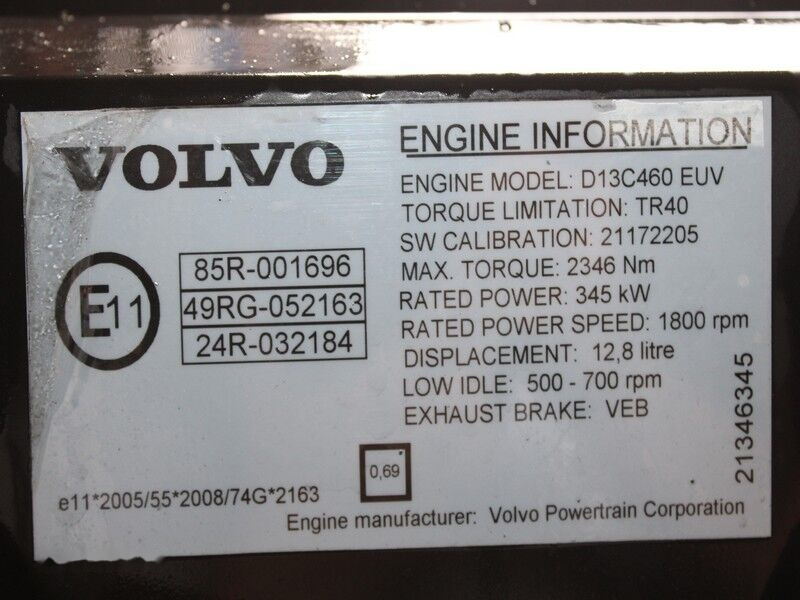 VOLVO
ENGINE INFORMATION
ENGINE MODEL: D13C460 EUV
TORQUE LIMITATION: TR40
SW CALIBRATION: 21172205
MAX. TORQUE: 2346 Nm
RATED POWER: 345 kW
RATED POWER SPEED: 1800 rpm
DISPLACEMENT: 12,8 litre
LOW IDLE: 500 - 700 rpm
EXHAUST BRAKE: VEB
E11
85R-001696
49RG-052163
24R-032184
21346345
0,69
e11*2005/55*2008/74G*2163
Engine manufacturer: Volvo Powertrain Corporation